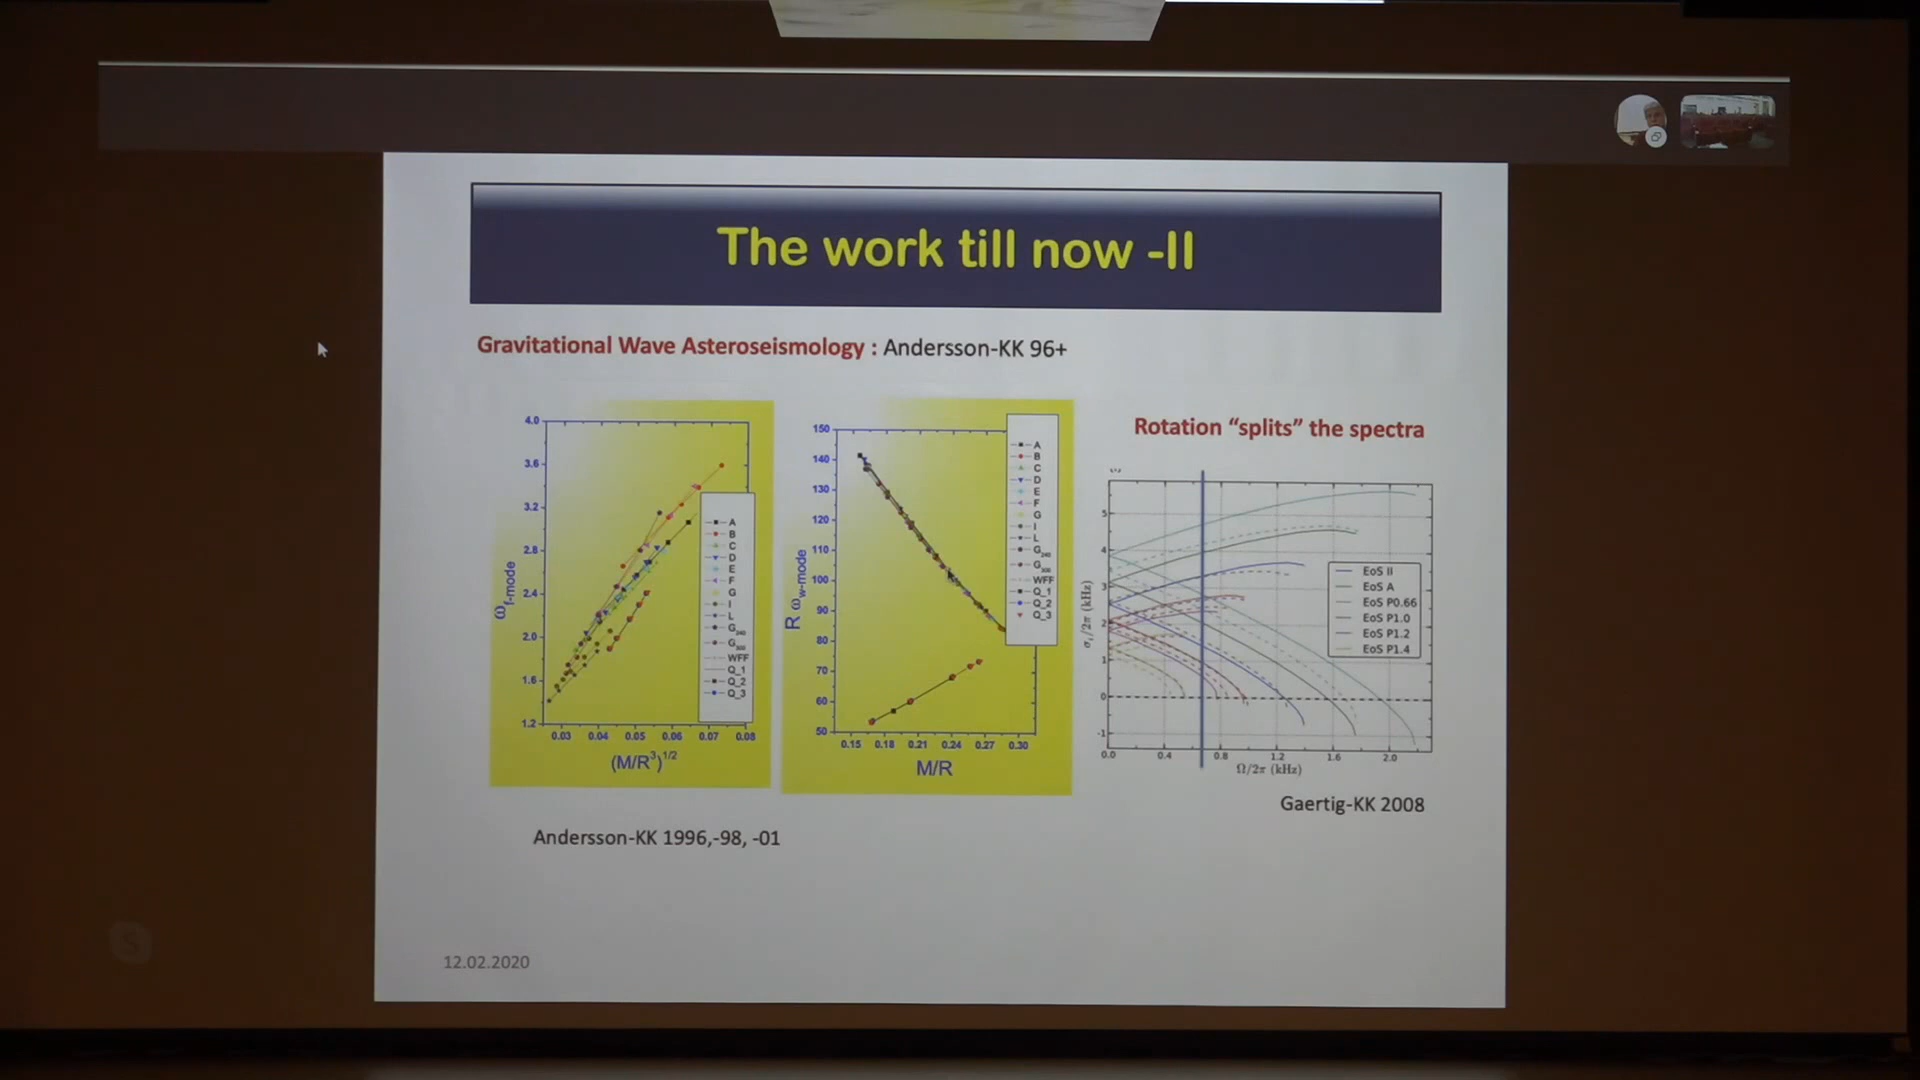 The work till now -II
Gravitational Wave Asteroseismology : Andersson-KK 96+
4.0
3.6
3.2
2.8
2.4
2.0
1.6
1.2
ω f-mode
0.03 0.04 0.05 0.06 0.07 0.08
(M/R³)¹/²
A
B
C
D
E
F
G
I
L
G240
G300
WFF
Q_1
Q_2
Q_3
150
140
130
120
110
100
90
80
70
60
50
R ω w-mode
0.15 0.18 0.21 0.24 0.27 0.30
M/R
A
B
C
D
E
F
G
I
L
G240
G300
WFF
Q_1
Q_2
Q_3
Rotation “splits” the spectra
5
4
3
2
1
0
-1
σi/2π (kHz)
0.0 0.4 0.8 1.2 1.6 2.0
Ω/2π (kHz)
EoS II
EoS A
EoS P0.66
EoS P1.0
EoS P1.2
EoS P1.4
Gaertig-KK 2008
Andersson-KK 1996,-98, -01
12.02.2020
S